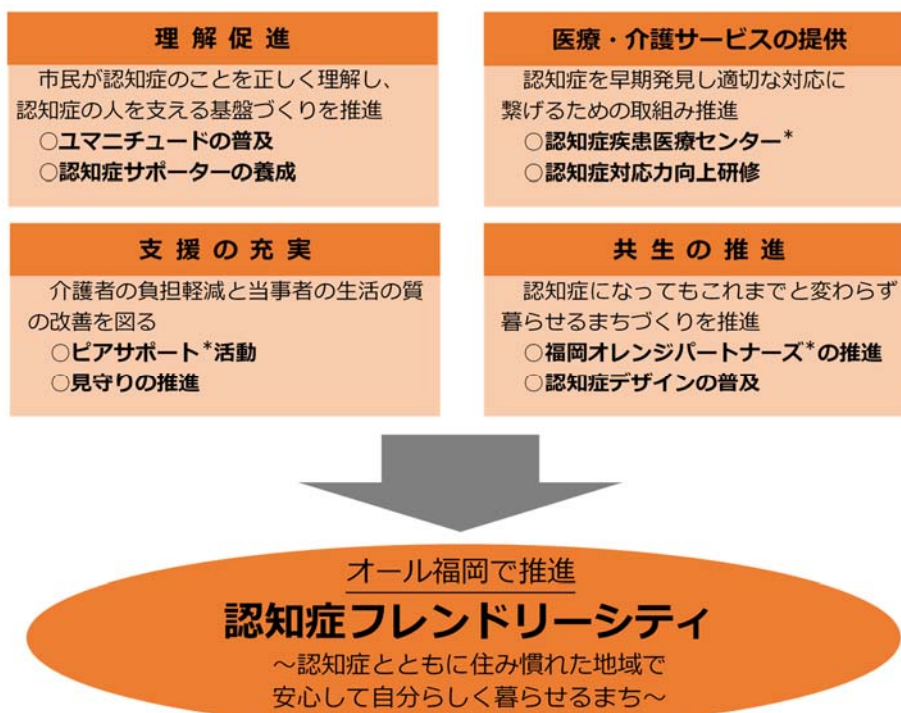 理解促進
市民が認知症のことを正しく理解し、
認知症の人を支える基盤づくりを推進
○ユマニチュードの普及
○認知症サポーターの養成
医療・介護サービスの提供
認知症を早期発見し適切な対応に
繋げるための取組み推進
○認知症疾患医療センター*
○認知症対応力向上研修
支援の充実
介護者の負担軽減と当事者の生活の質
の改善を図る
○ピアサポート*活動
○見守りの推進
共生の推進
認知症になってもこれまでと変わらず
暮らせるまちづくりを推進
○福岡オレンジパートナーズ*の推進
○認知症デザインの普及
オール福岡で推進
認知症フレンドリーシティ
～認知症とともに住み慣れた地域で
安心して自分らしく暮らせるまち～